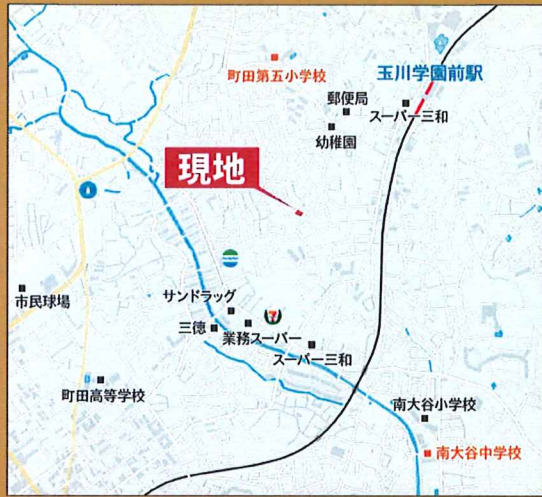 町田第五小学校
玉川学園前駅
郵便局
スーパー三和
幼稚園
現地
市民球場
サンドラッグ
三徳
業務スーパー
スーパー三和
町田高等学校
南大谷小学校
南大谷中学校